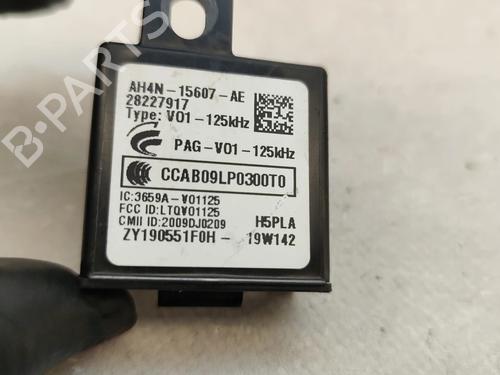 B-PARTS
AH4N-15607-AE
28227917
Type: V01-125kHz
PAG-V01-125kHz
CCAB09LP0300T0
IC:3659A-V01125
FCC ID:LTQV01125
CMII ID:2009DJ0209
H5PLA
ZY190551F0H- 19W142